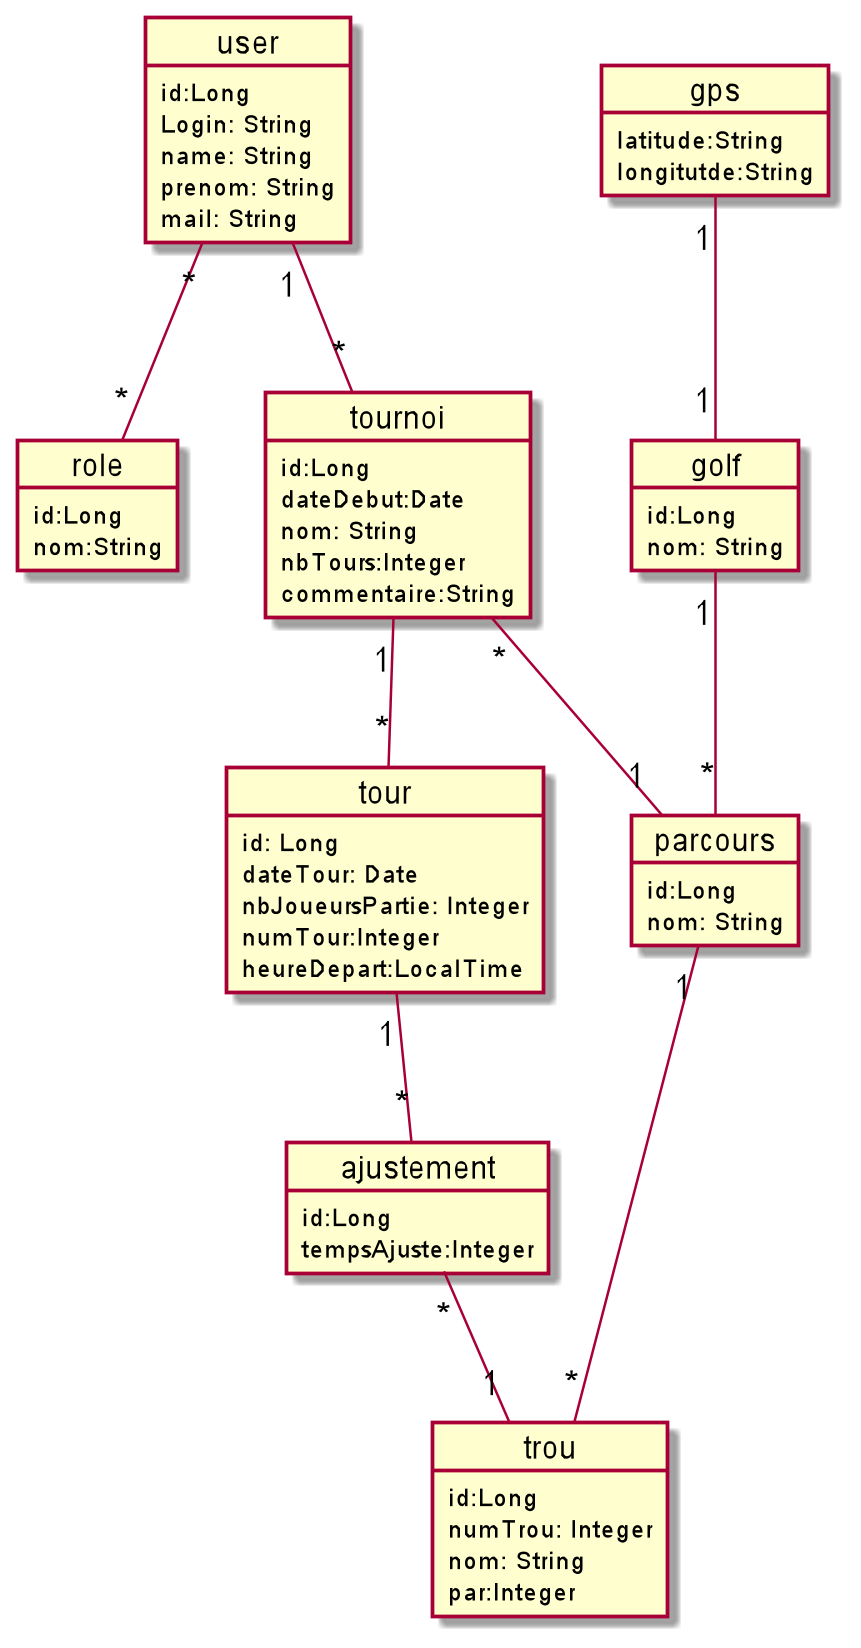 user
id:Long
Login: String
name: String
prenom: String
mail: String
gps
latitude:String
longitutde:String
*
1
1
*
*
1
role
id:Long
nom:String
tournoi
id:Long
dateDebut:Date
nom: String
nbTours:Integer
commentaire:String
golf
id:Long
nom: String
1
*
1
*
1
*
tour
id: Long
dateTour: Date
nbJoueursPartie: Integer
numTour:Integer
heureDepart:LocalTime
parcours
id:Long
nom: String
1
1
*
ajustement
id:Long
tempsAjuste:Integer
*
1
*
trou
id:Long
numTrou: Integer
nom: String
par:Integer